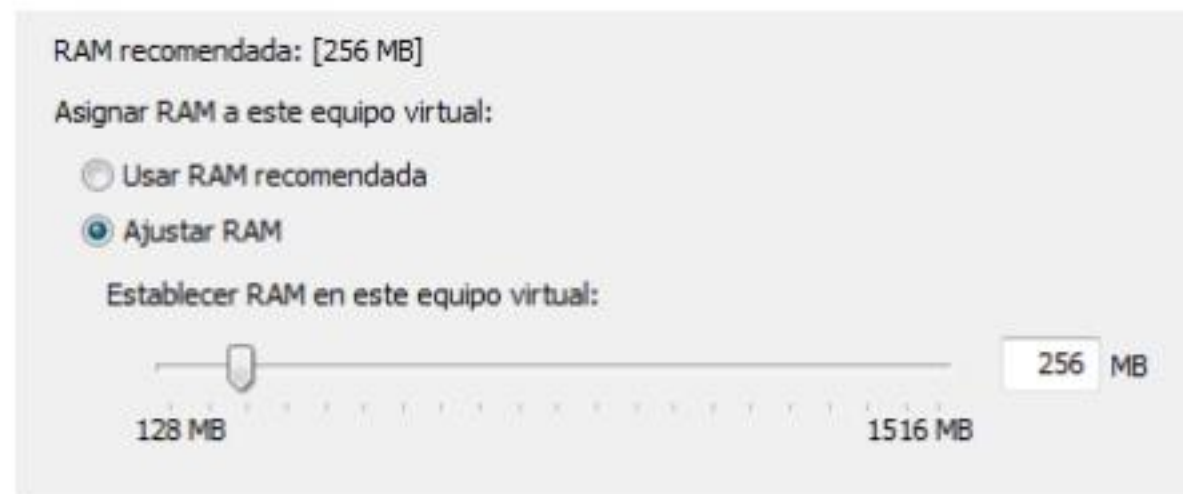 RAM recomendada: [256 MB]
Asignar RAM a este equipo virtual:
Usar RAM recomendada
Ajustar RAM
Establecer RAM en este equipo virtual:
256 MB
128 MB 1516 MB